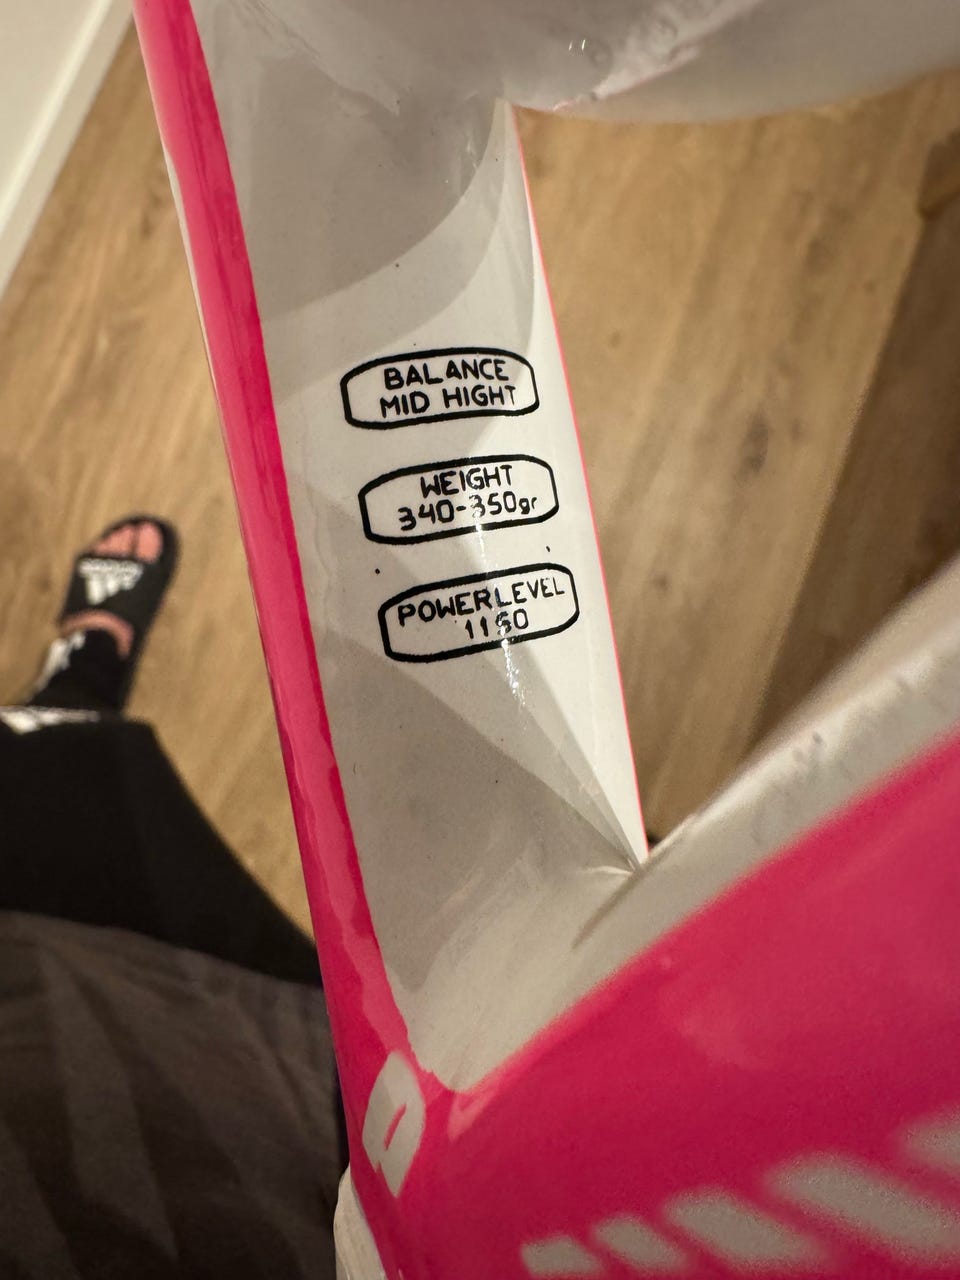 BALANCE
MID HIGHT
WEIGHT
340-350gr
POWERLEVEL
1150